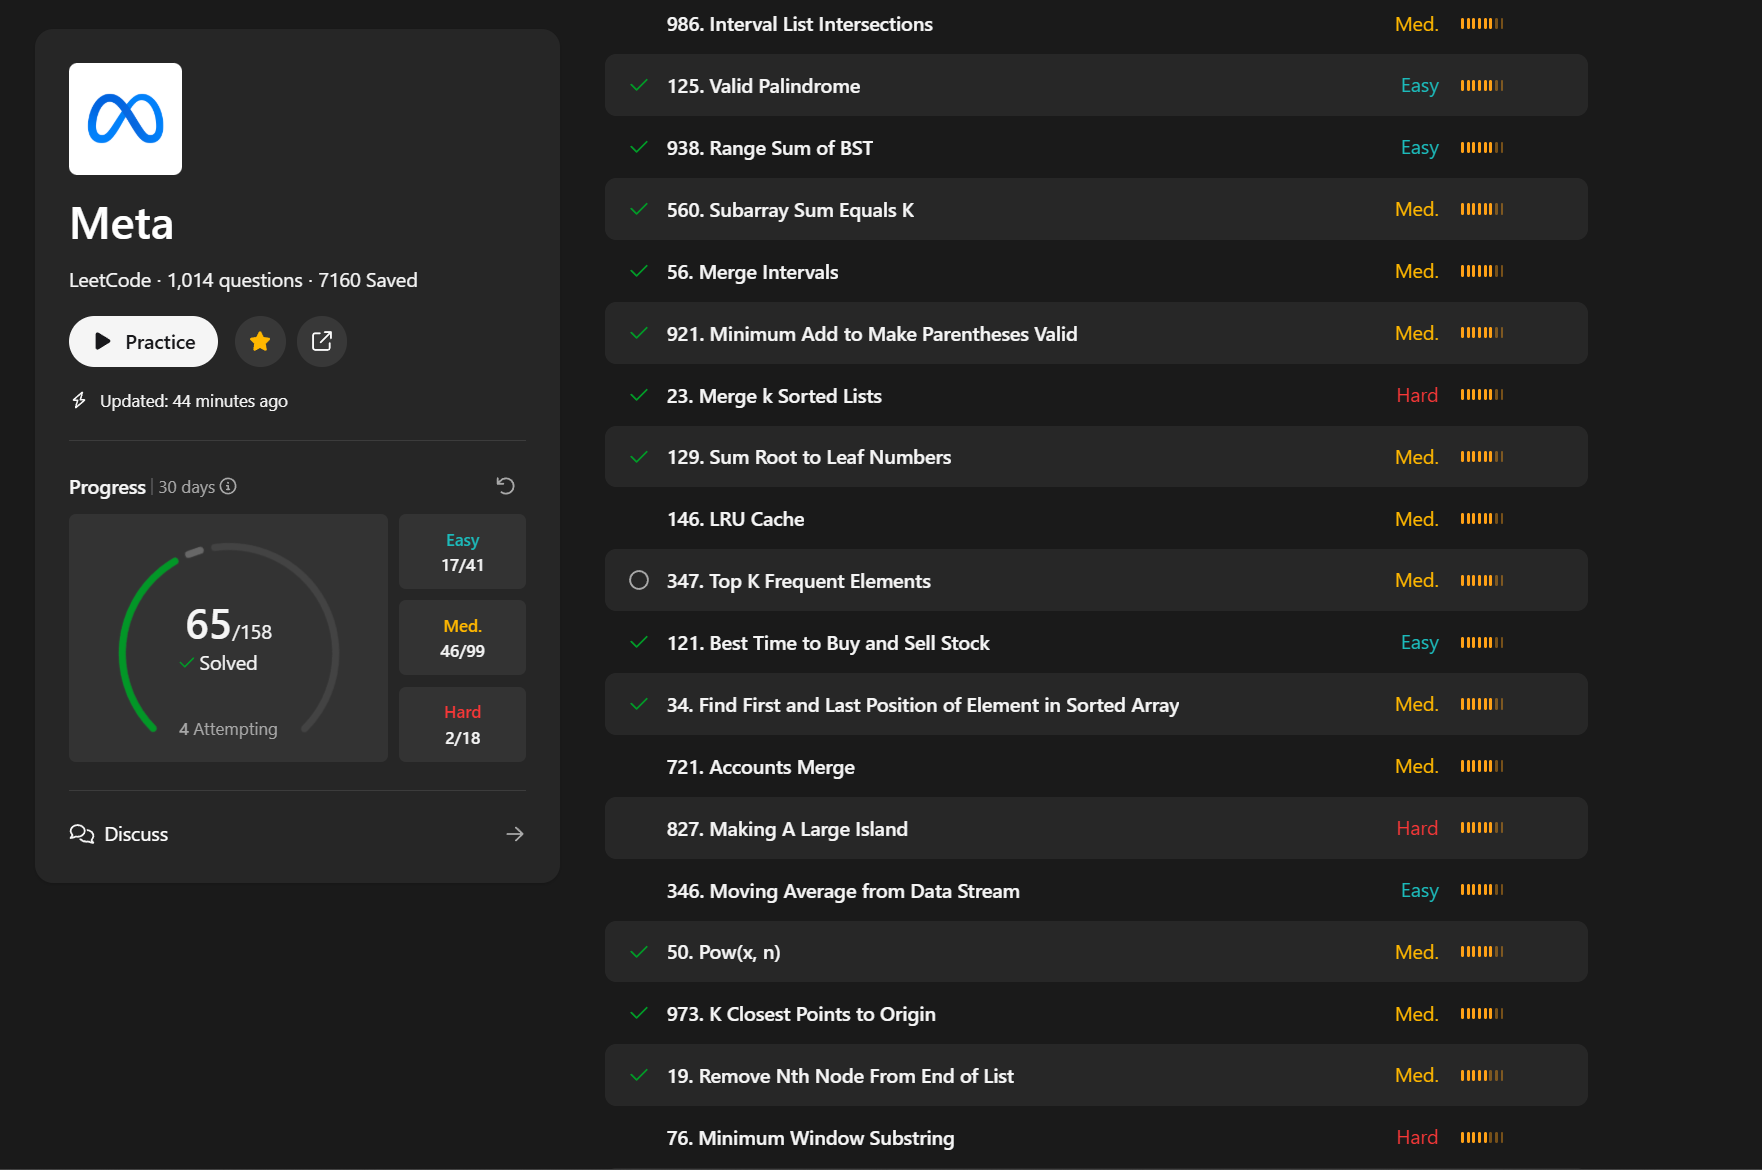 Meta
LeetCode · 1,014 questions · 7160 Saved
Practice
Updated: 44 minutes ago
Progress | 30 days
65/158
Solved
4 Attempting
Easy
17/41
Med.
46/99
Hard
2/18
Discuss
986. Interval List Intersections Med.
125. Valid Palindrome Easy
938. Range Sum of BST Easy
560. Subarray Sum Equals K Med.
56. Merge Intervals Med.
921. Minimum Add to Make Parentheses Valid Med.
23. Merge k Sorted Lists Hard
129. Sum Root to Leaf Numbers Med.
146. LRU Cache Med.
347. Top K Frequent Elements Med.
121. Best Time to Buy and Sell Stock Easy
34. Find First and Last Position of Element in Sorted Array Med.
721. Accounts Merge Med.
827. Making A Large Island Hard
346. Moving Average from Data Stream Easy
50. Pow(x, n) Med.
973. K Closest Points to Origin Med.
19. Remove Nth Node From End of List Med.
76. Minimum Window Substring Hard